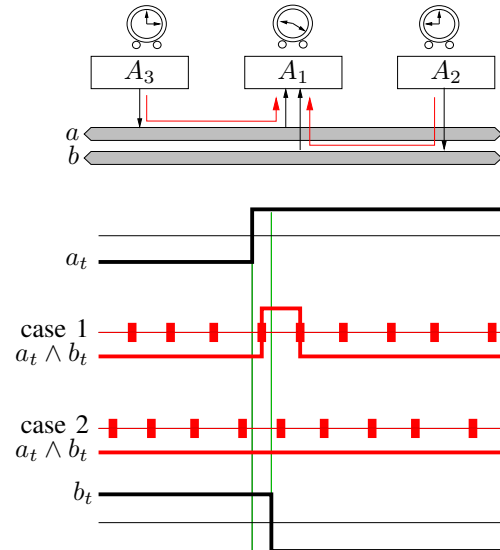 A₃ A₁ A₂
a
b
aₜ
case 1
aₜ ∧ bₜ
case 2
aₜ ∧ bₜ
bₜ